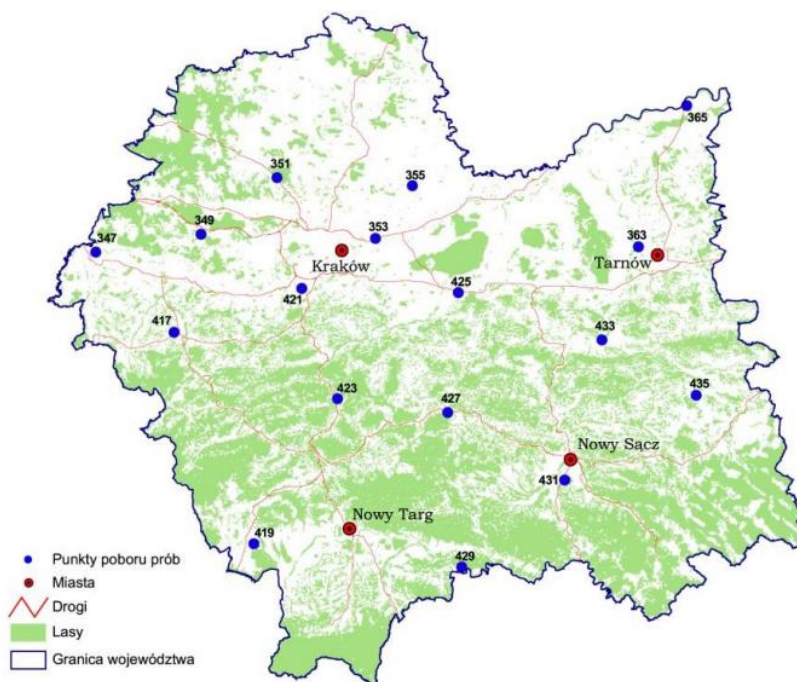 365
351
355
349
353
363
347
Kraków
Tarnów
421
425
417
433
423
427
435
Nowy Sącz
431
Nowy Targ
419
429
Punkty poboru prób
Miasta
Drogi
Lasy
Granica województwa